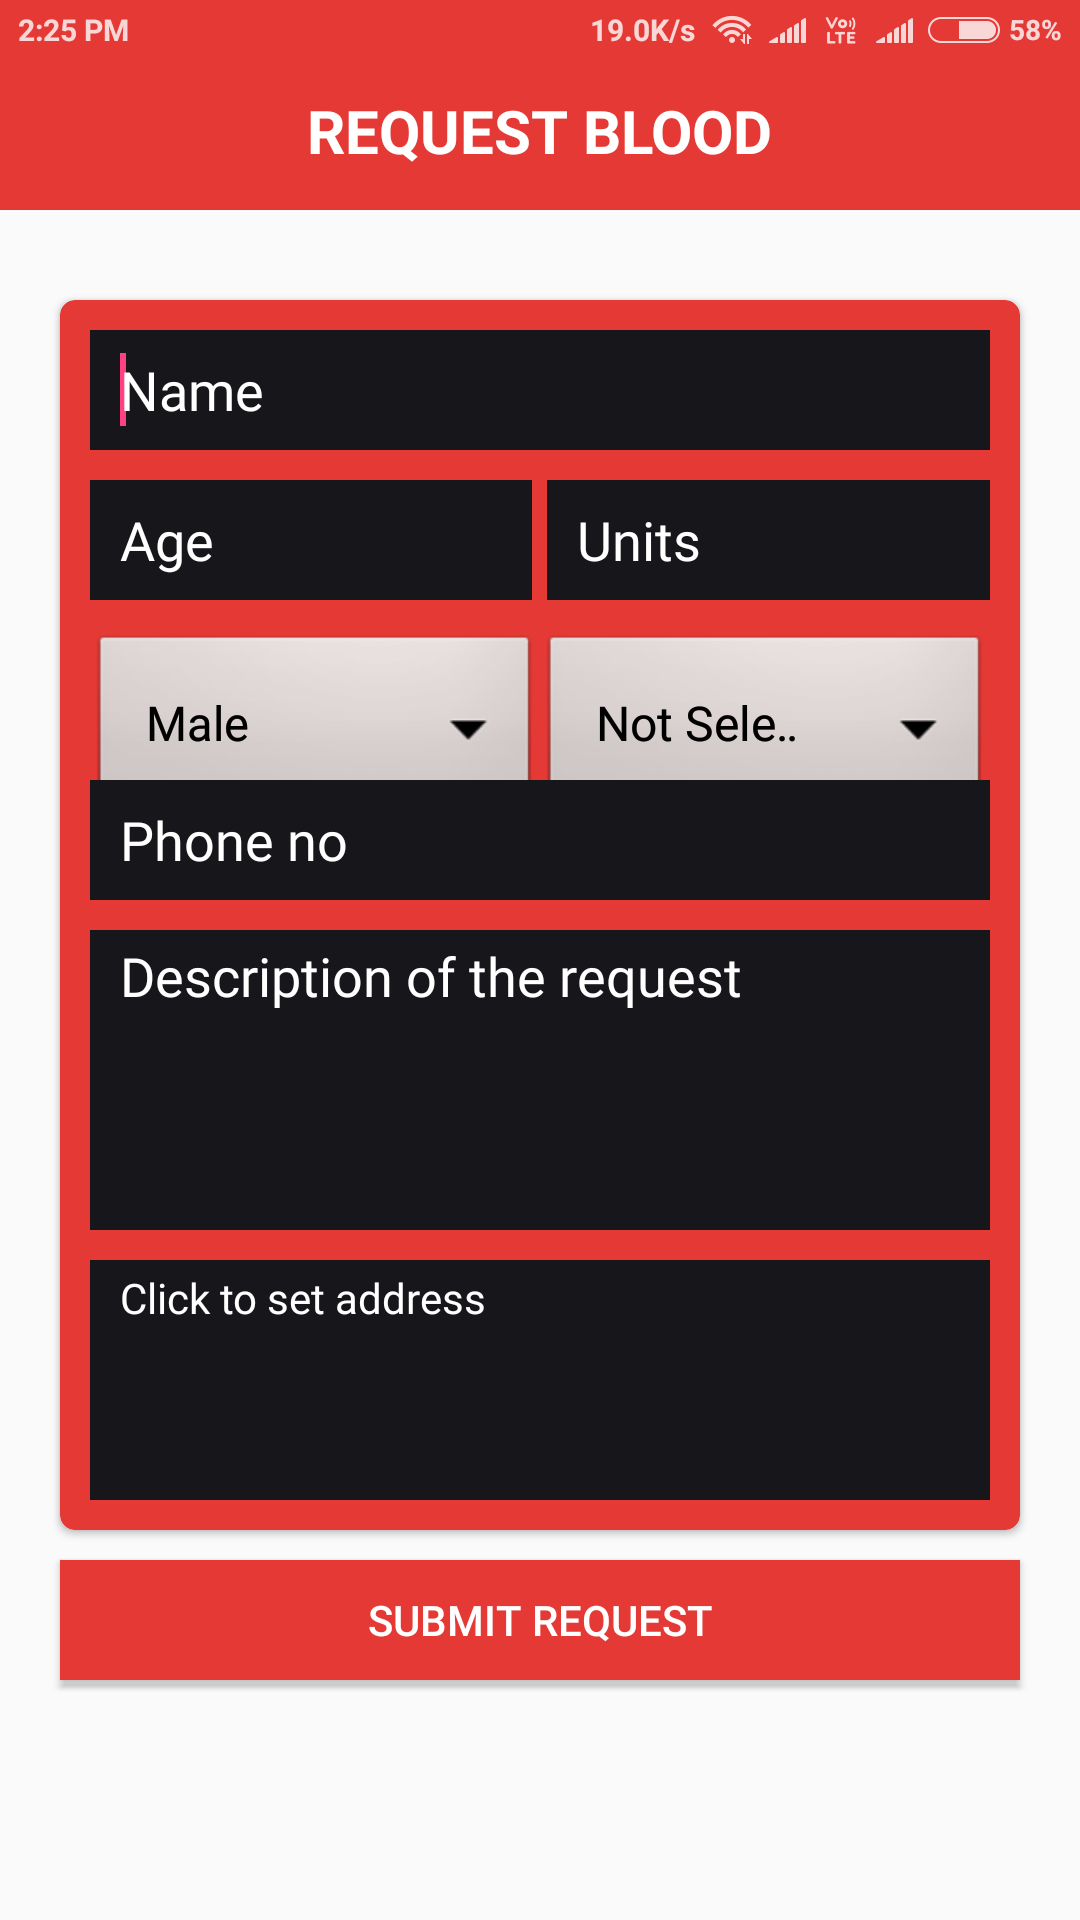 2:25 PM 19.0K/s Vo)) LTE 58%
REQUEST BLOOD
Name
Age Units
Male Not Sele..
Phone no
Description of the request
Click to set address
SUBMIT REQUEST